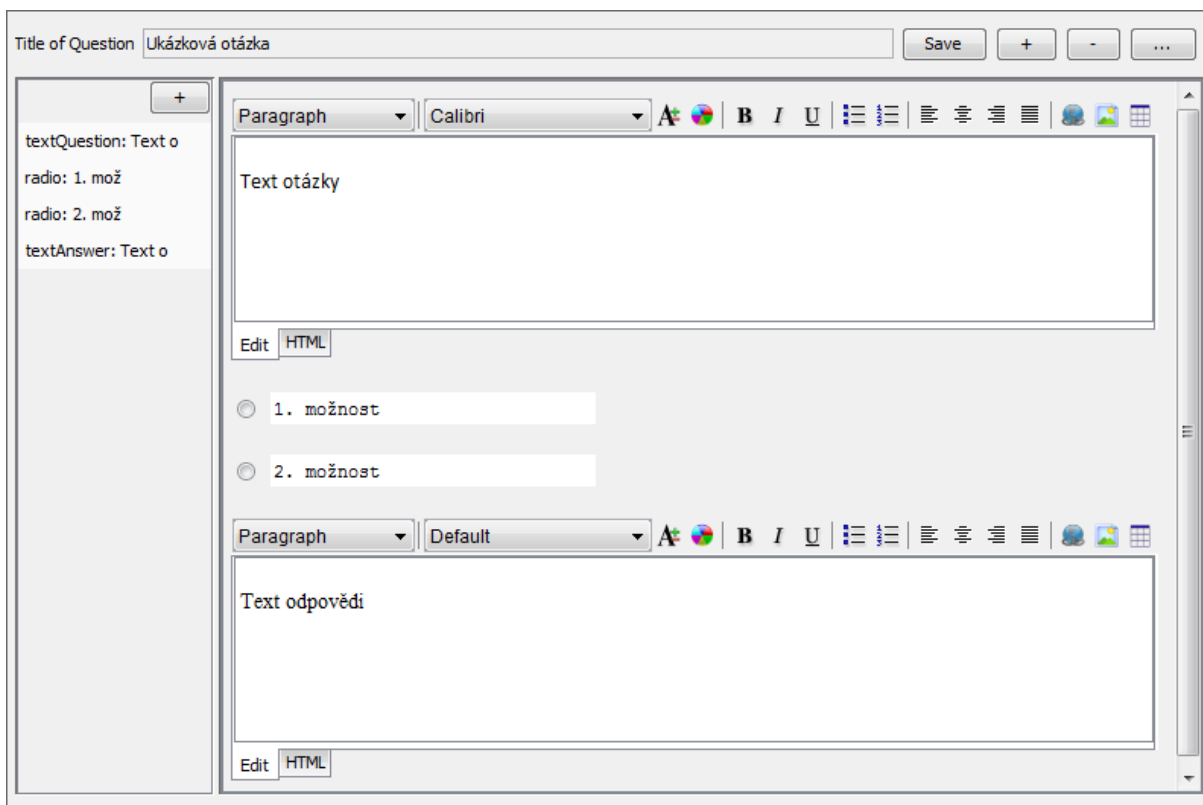 Title of Question Ukázková otázka Save + - ...
+
textQuestion: Text o
radio: 1. mož
radio: 2. mož
textAnswer: Text o
Paragraph Calibri B I U
Text otázky
Edit HTML
1. možnost
2. možnost
Paragraph Default B I U
Text odpovědi
Edit HTML